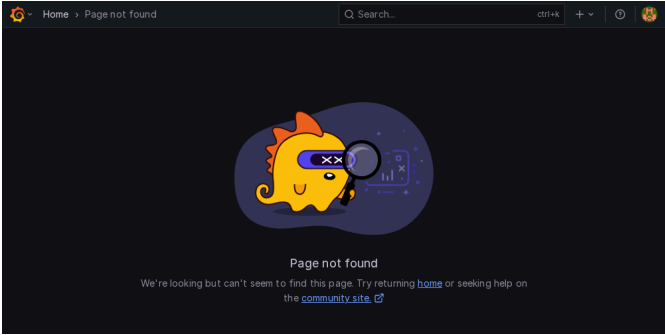 Home › Page not found
Search...
ctrl+k
Page not found
We're looking but can't seem to find this page. Try returning home or seeking help on
the community site.